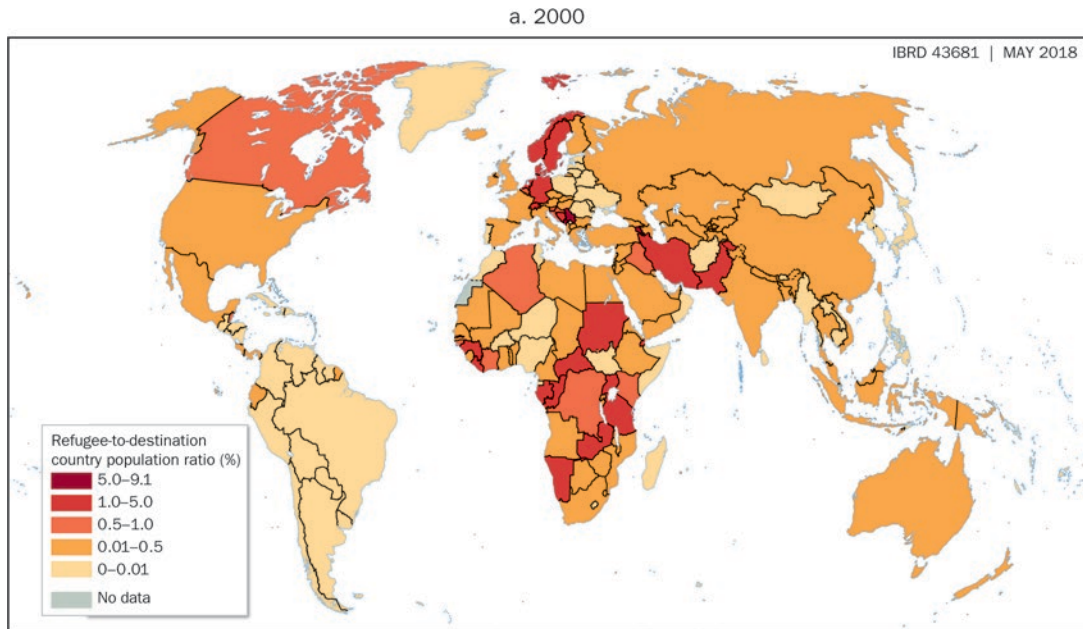 a. 2000
IBRD 43681 | MAY 2018
Refugee-to-destination
country population ratio (%)
5.0–9.1
1.0–5.0
0.5–1.0
0.01–0.5
0–0.01
No data